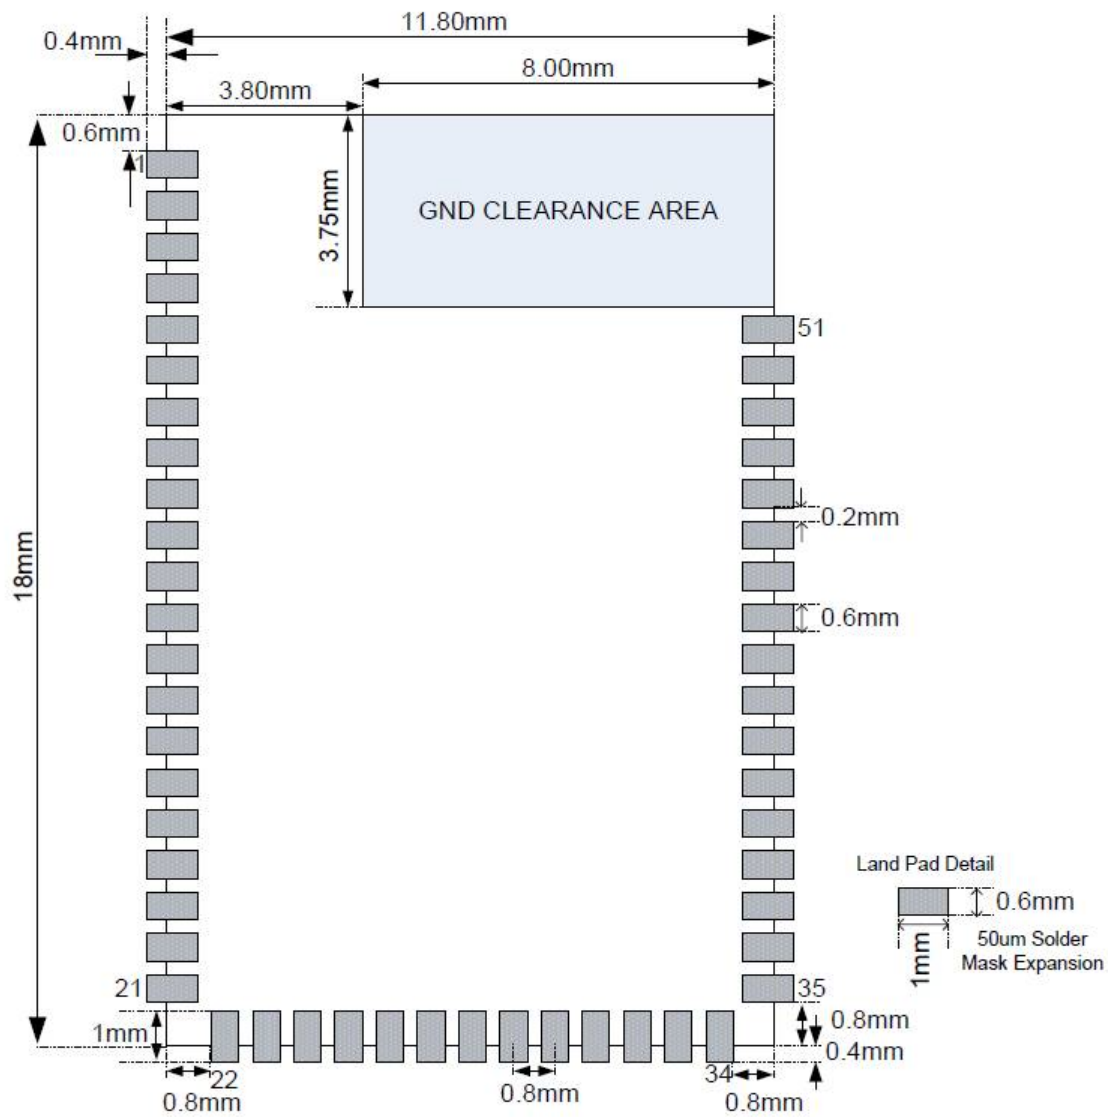 11.80mm
0.4mm
8.00mm
3.80mm
0.6mm
1
3.75mm
GND CLEARANCE AREA
51
0.2mm
18mm
0.6mm
Land Pad Detail
0.6mm
1mm
50um Solder
Mask Expansion
21
35
1mm
0.8mm
0.4mm
22
34
0.8mm
0.8mm
0.8mm